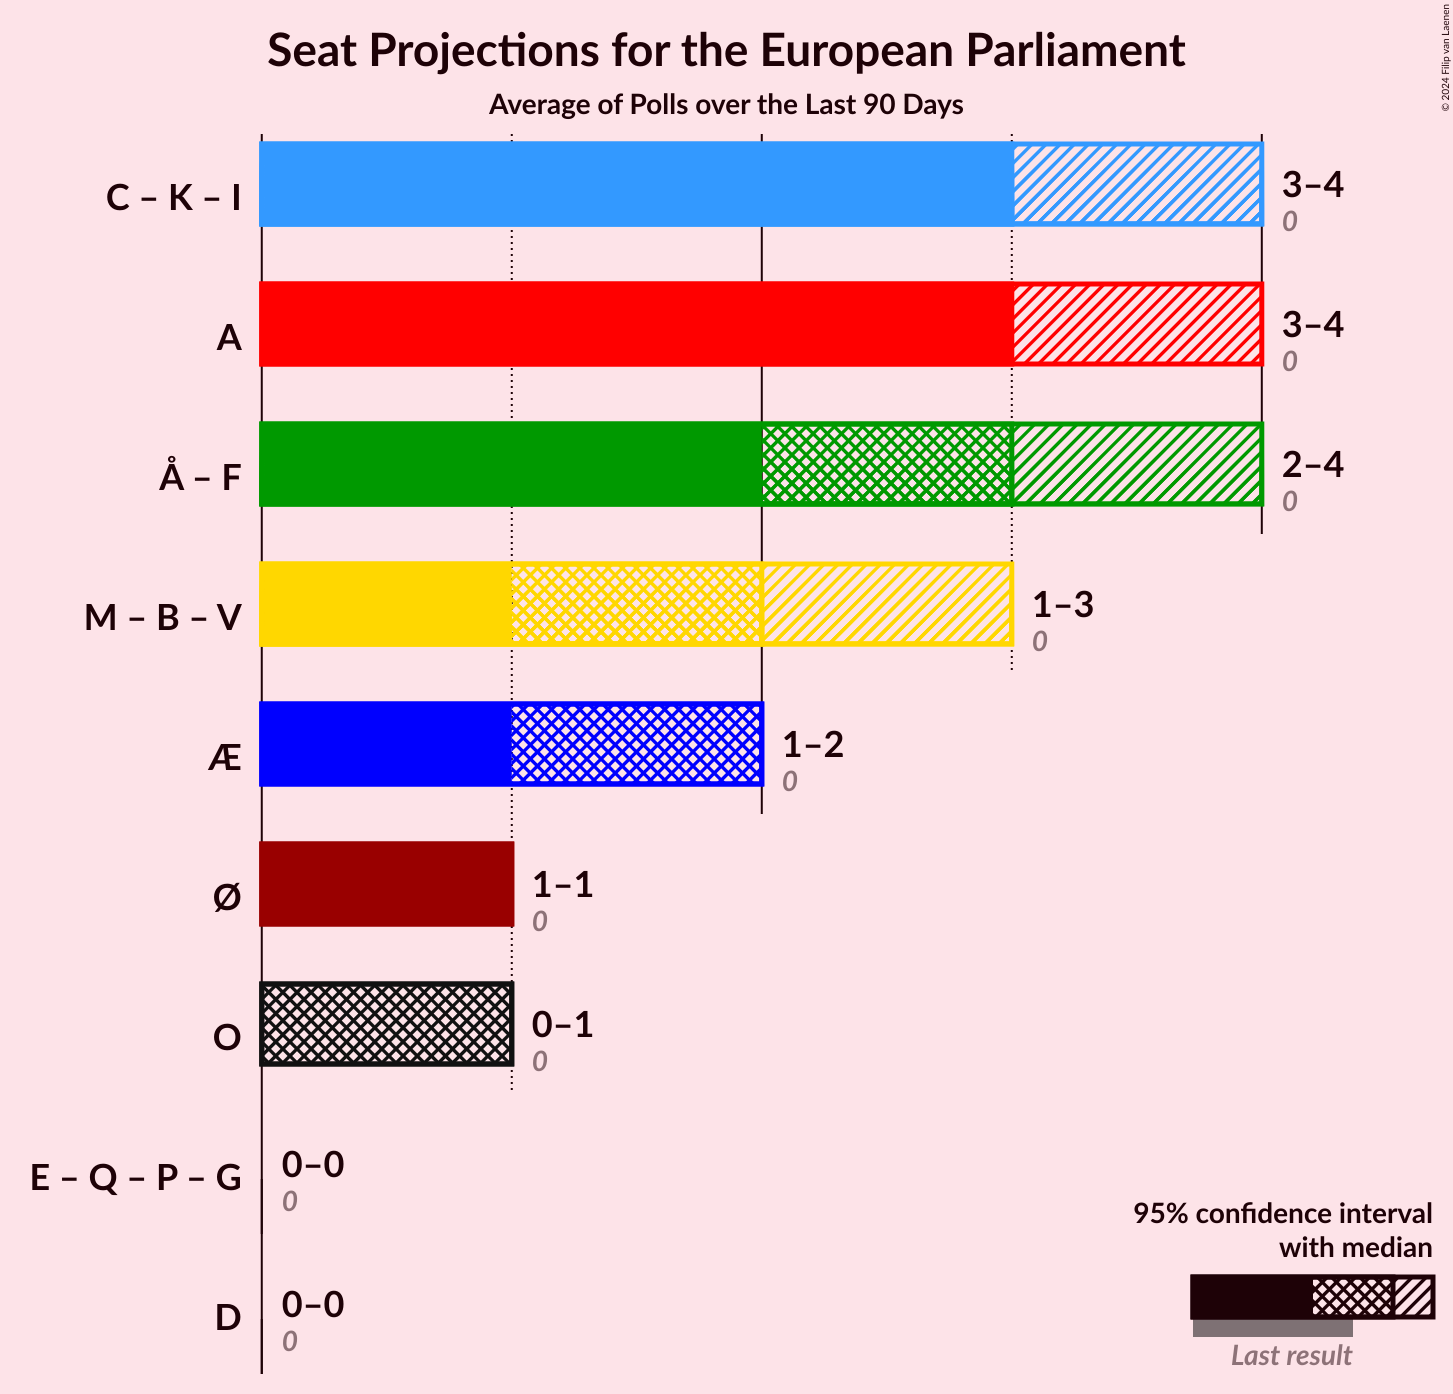 Seat Projections for the European Parliament
Average of Polls over the Last 90 Days
© 2024 Filip van Laenen
C – K – I
3–4
0
A
3–4
0
Å – F
2–4
0
M – B – V
1–3
0
Æ
1–2
0
Ø
1–1
0
O
0–1
0
E – Q – P – G
0–0
0
D
0–0
0
95% confidence interval
with median
Last result